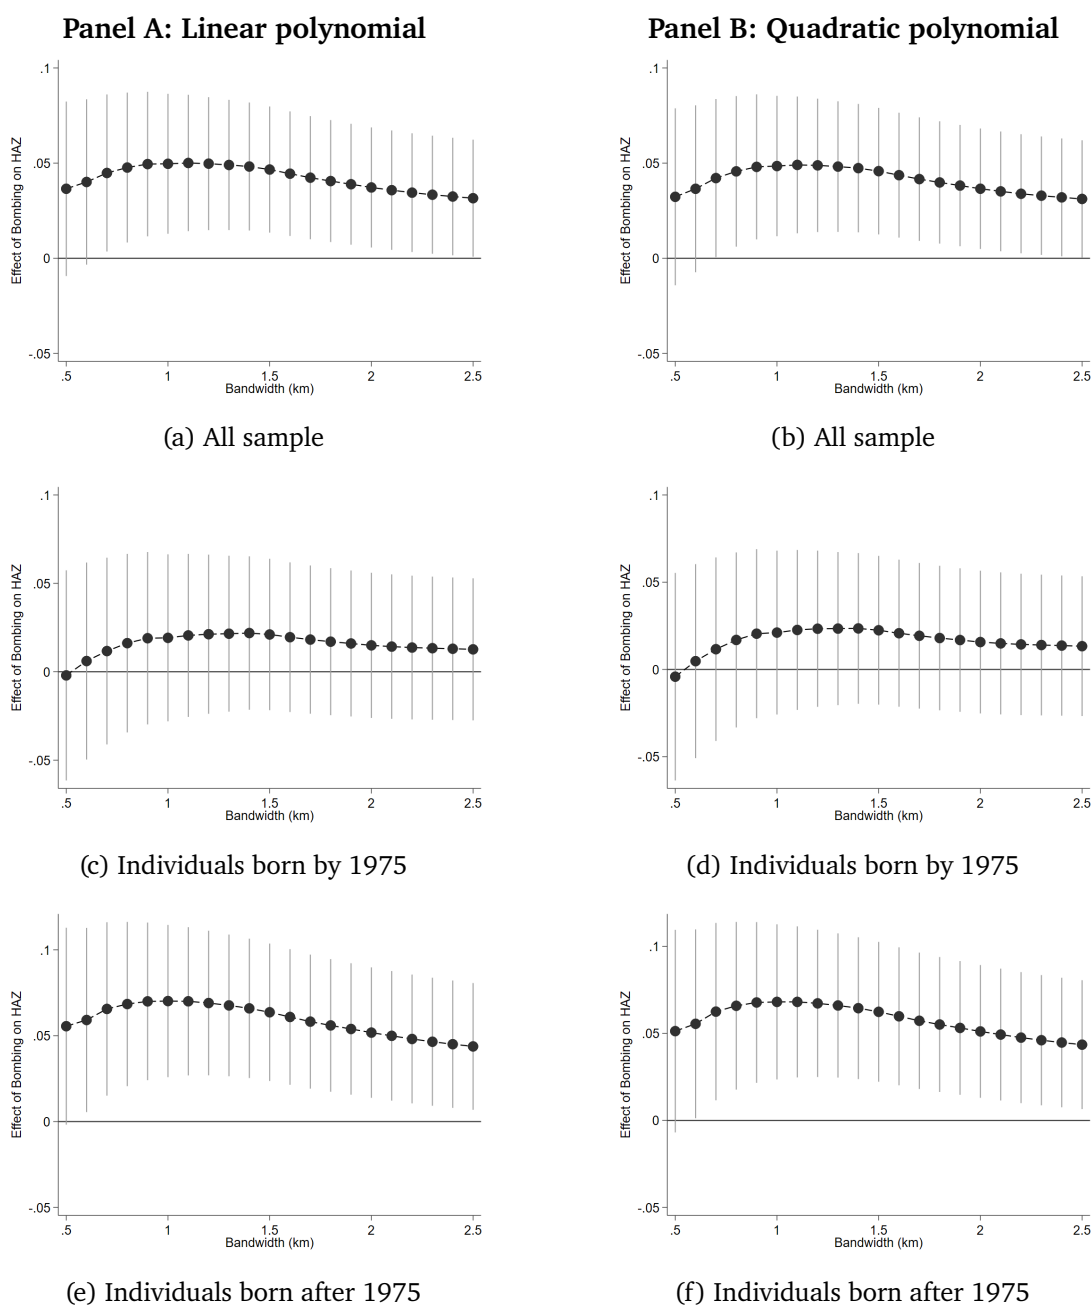 Panel A: Linear polynomial
Panel B: Quadratic polynomial
Effect of Bombing on HAZ
.1
.05
0
-.05
.5
1
1.5
2
2.5
Bandwidth (km)
(a) All sample
Effect of Bombing on HAZ
.1
.05
0
-.05
.5
1
1.5
2
2.5
Bandwidth (km)
(b) All sample
Effect of Bombing on HAZ
.1
.05
0
-.05
.5
1
1.5
2
2.5
Bandwidth (km)
(c) Individuals born by 1975
Effect of Bombing on HAZ
.1
.05
0
-.05
.5
1
1.5
2
2.5
Bandwidth (km)
(d) Individuals born by 1975
Effect of Bombing on HAZ
.1
.05
0
-.05
.5
1
1.5
2
2.5
Bandwidth (km)
(e) Individuals born after 1975
Effect of Bombing on HAZ
.1
.05
0
-.05
.5
1
1.5
2
2.5
Bandwidth (km)
(f) Individuals born after 1975